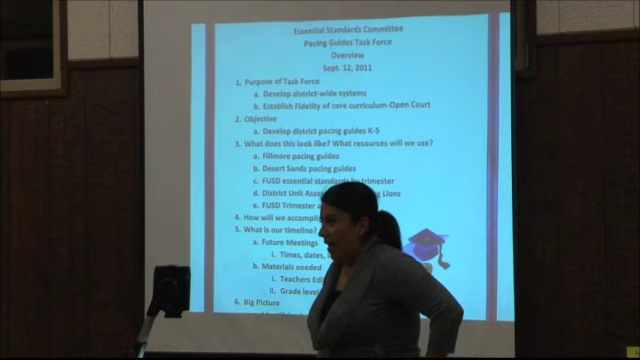 Essential Standards Committee
Pacing Guides Task Force
Overview
Sept. 12, 2011
1. Purpose of Task Force
a. Develop district-wide systems
b. Establish Fidelity of core curriculum-Open Court
2. Objective
a. Develop district pacing guides K-5
3. What does this look like? What resources will we use?
a. Fillmore pacing guides
b. Desert Sands pacing guides
c. FUSD essential standards by trimester
d. District Unit Lions
e. FUSD Trimester
4. How will we
5. What is our timeline?
a. Future Meetings
i. Times, dates,
b. Materials needed
i. Teachers
ii. Grade level
6. Big Picture